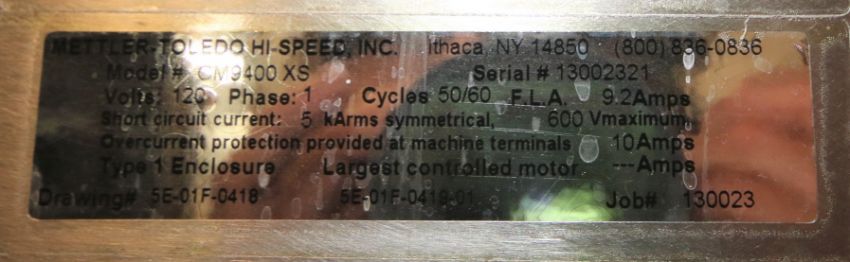 METTLER-TOLEDO HI-SPEED, INC. Ithaca, NY 14850 (800) 836-0836
Model # CM9400 XS Serial # 13002321
Volts: 120 Phase: 1 Cycles 50/60 F.L.A. 9.2Amps
Short circuit current: 5 kArms symmetrical, 600 Vmaximum
Overcurrent protection provided at machine terminals 10Amps
Type 1 Enclosure Largest controlled motor ---Amps
Drawing# 5E-01F-0418 5E-01F-0419-01 Job# 130023